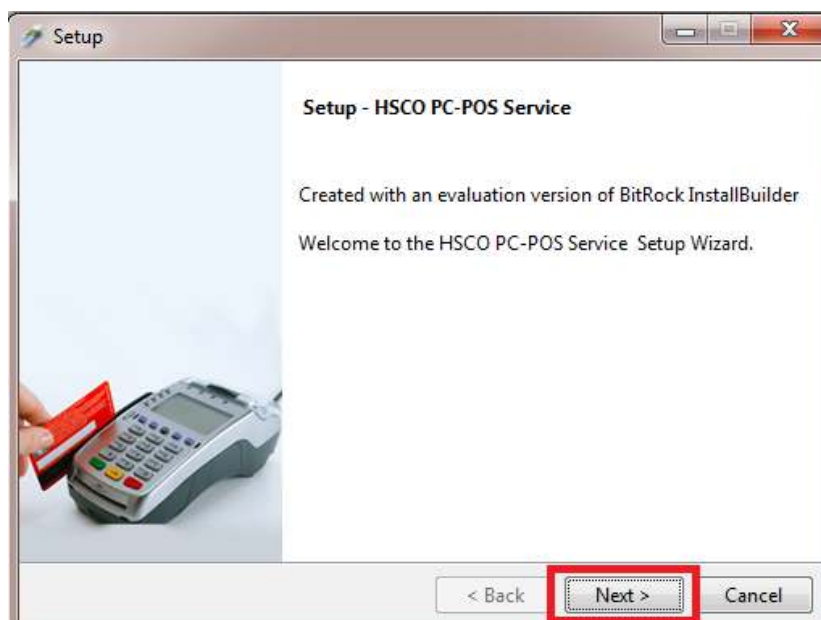 Setup
Setup - HSCO PC-POS Service
Created with an evaluation version of BitRock InstallBuilder
Welcome to the HSCO PC-POS Service Setup Wizard.
< Back Next > Cancel